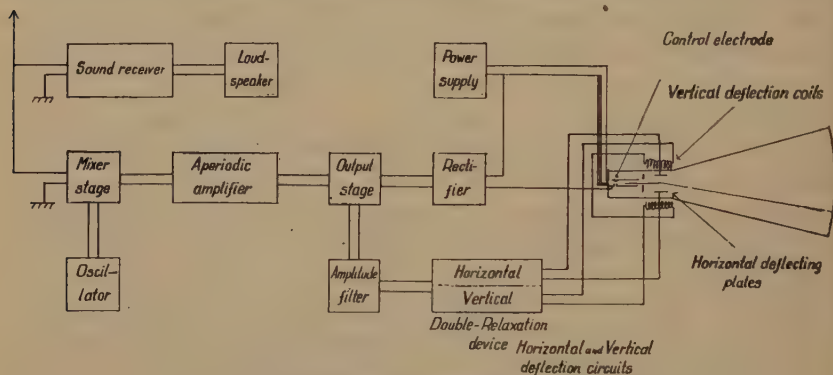 Sound receiver
Loud-
speaker
Power
supply
Control electrode
Vertical deflection coils
Mixer
stage
Aperiodic
amplifier
Output
stage
Recti-
fier
Oscil-
lator
Amplitude
filter
Horizontal
Vertical
Double-Relaxation
device
Horizontal and Vertical
deflection circuits
Horizontal deflecting
plates